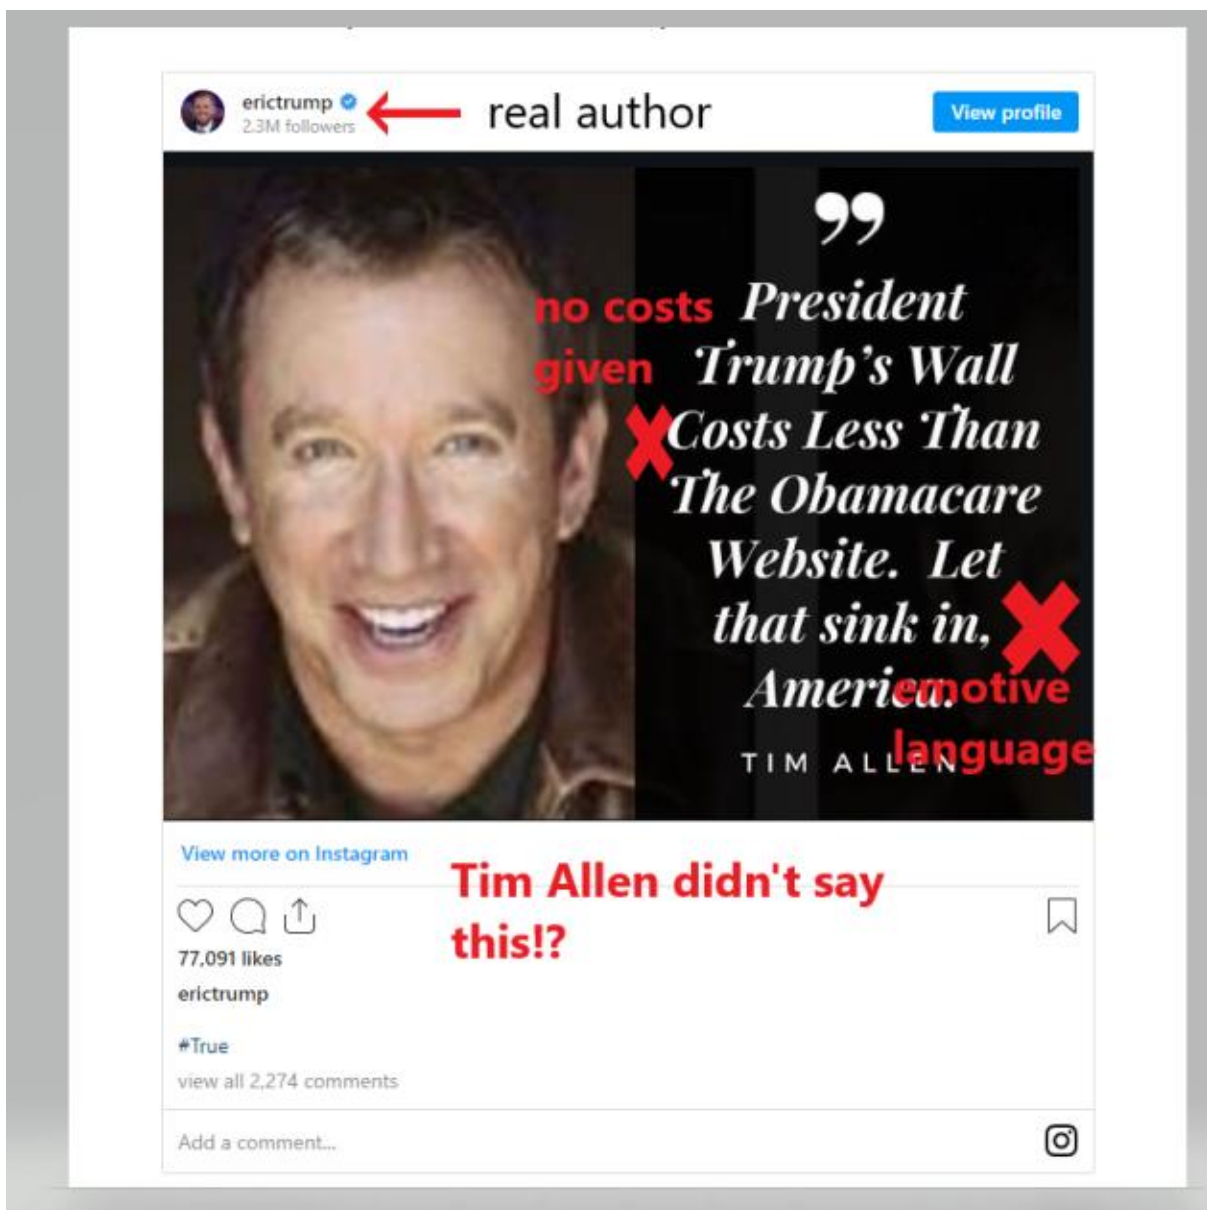 erictrump
2.3M followers
real author
View profile
”
no costs
given
President
Trump’s Wall
Costs Less Than
The Obamacare
Website. Let
that sink in,
America.
emotive
language
TIM ALLEN
View more on Instagram
Tim Allen didn't say
this!?
77,091 likes
erictrump
#True
view all 2,274 comments
Add a comment...